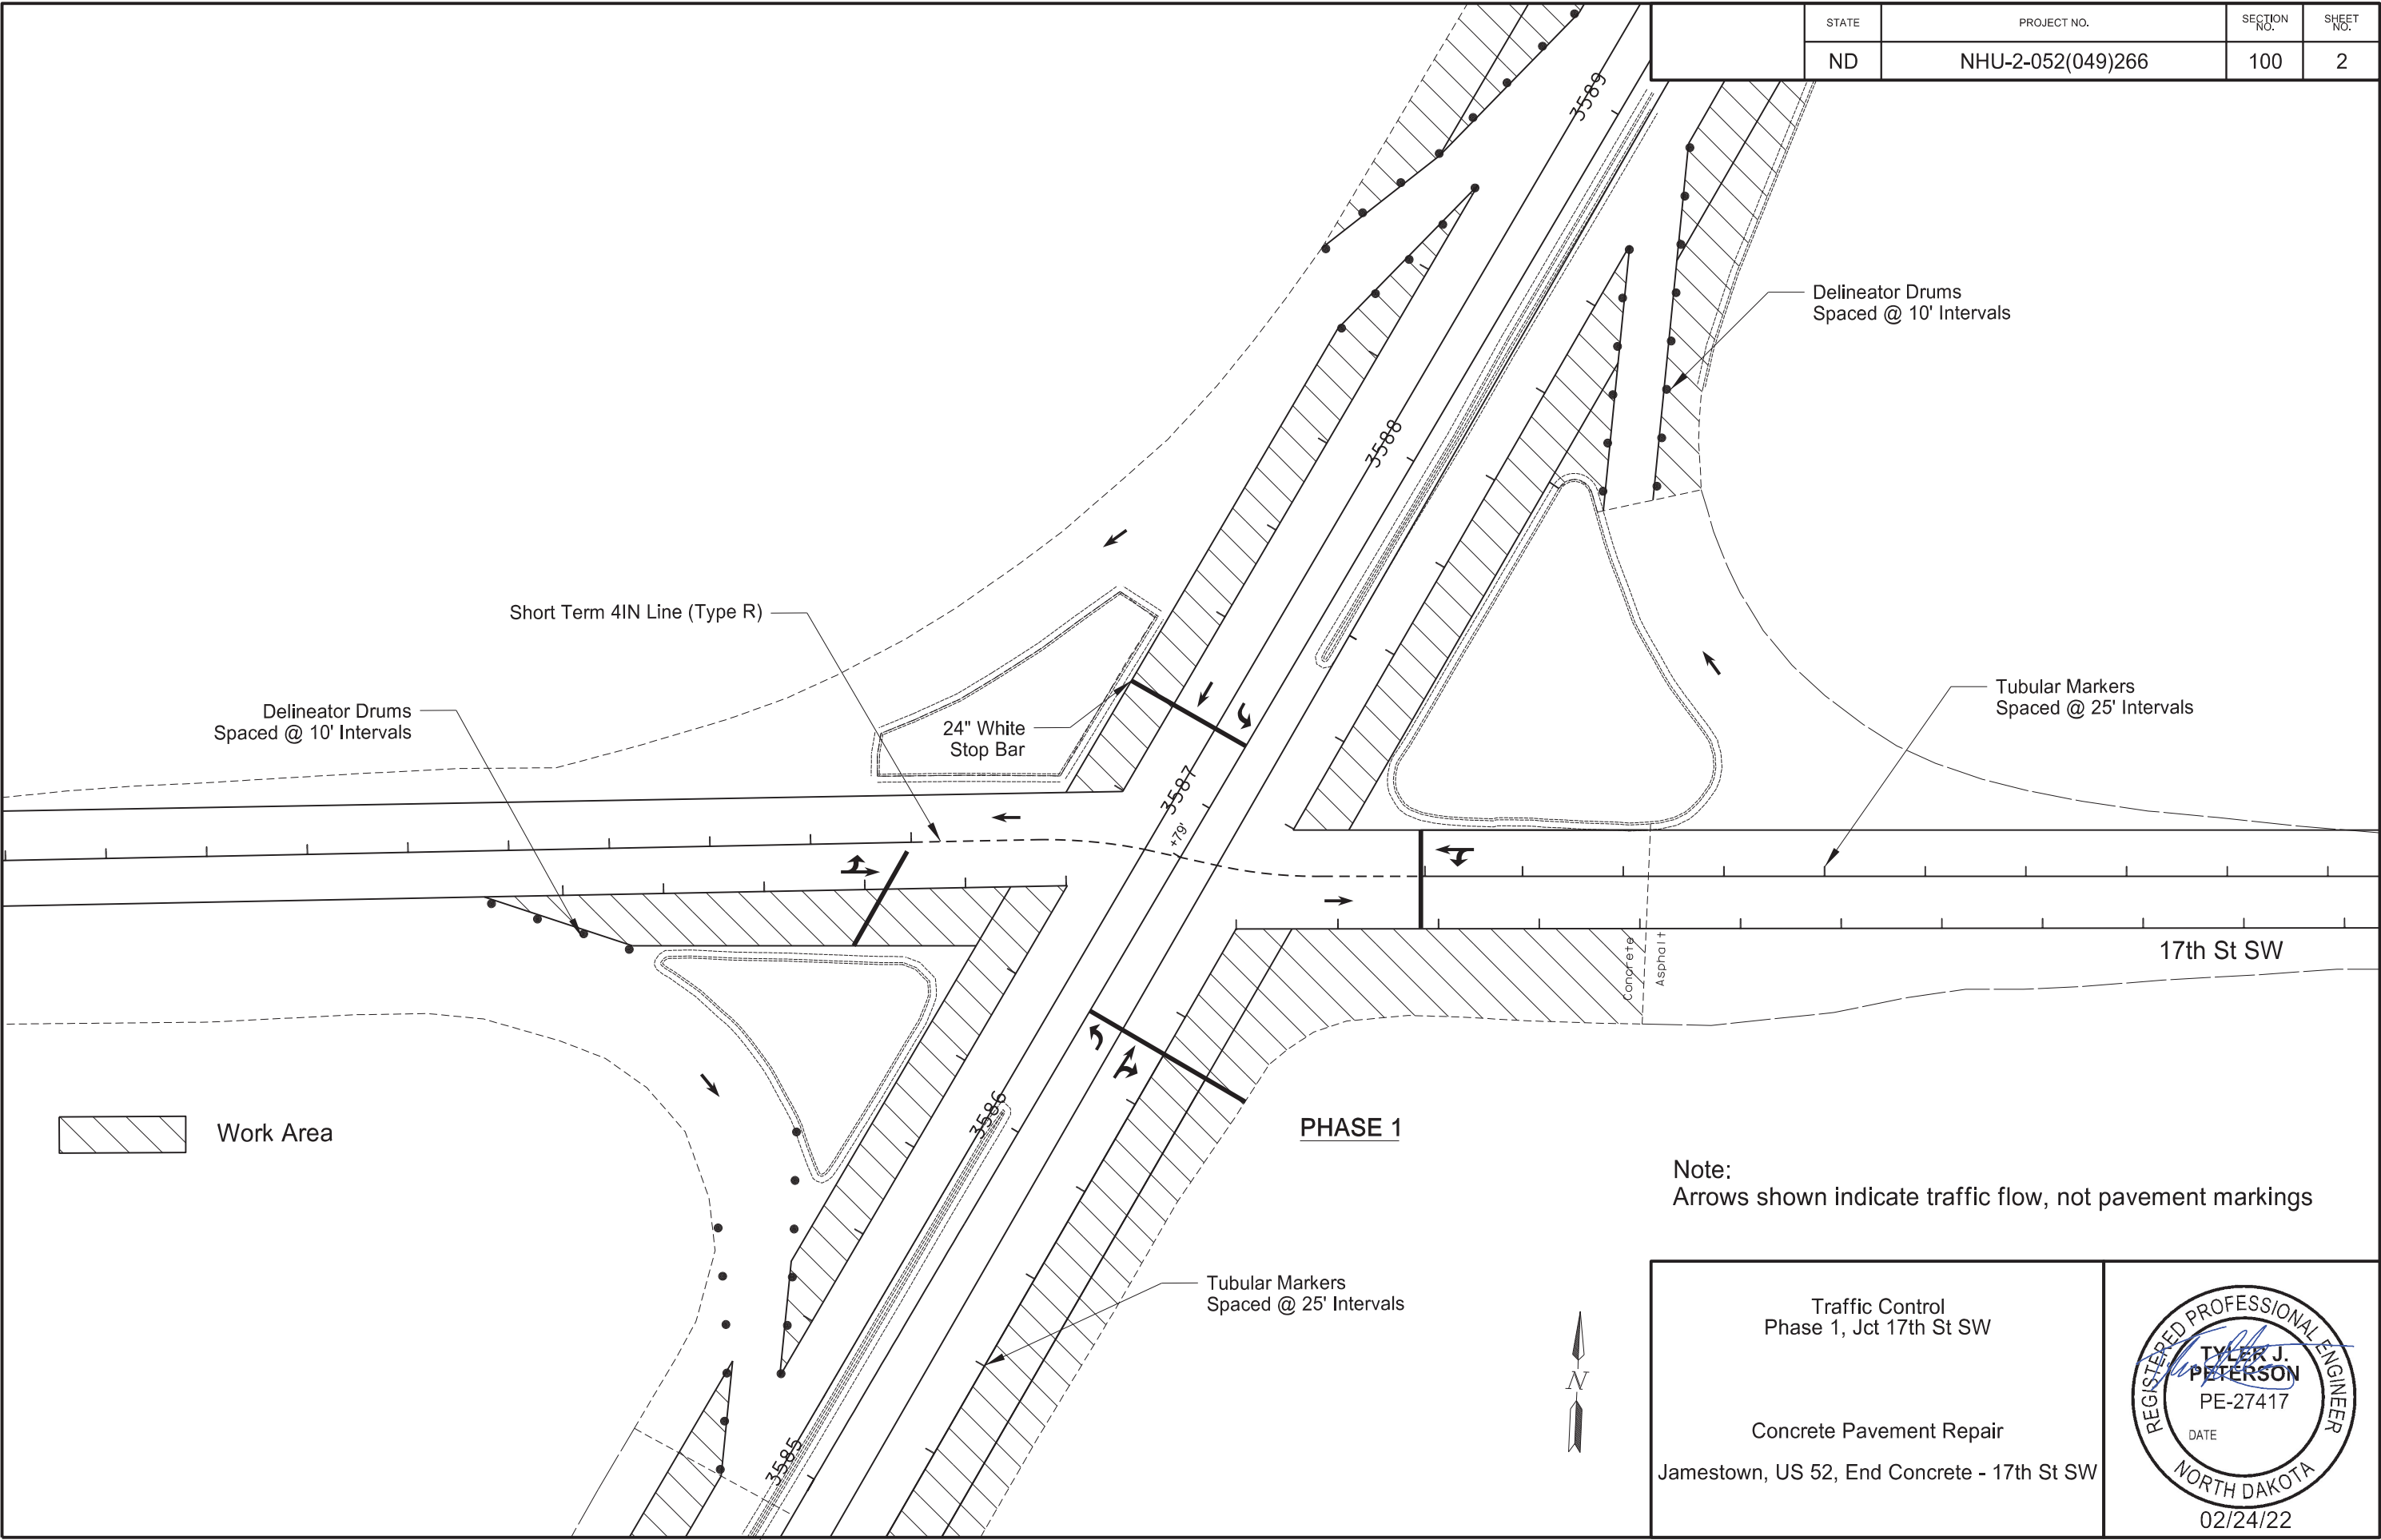 STATE
PROJECT NO.
SECTION NO.
SHEET NO.
ND
NHU-2-052(049)266
100
2
3589
Delineator Drums
Spaced @ 10' Intervals
3588
Short Term 4IN Line (Type R)
Delineator Drums
Spaced @ 10' Intervals
24" White
Stop Bar
Tubular Markers
Spaced @ 25' Intervals
3587
+79'
Concrete
Asphalt
17th St SW
3586
Work Area
PHASE 1
Note:
Arrows shown indicate traffic flow, not pavement markings
Tubular Markers
Spaced @ 25' Intervals
N
3585
Traffic Control
Phase 1, Jct 17th St SW
Concrete Pavement Repair
Jamestown, US 52, End Concrete - 17th St SW
REGISTERED PROFESSIONAL ENGINEER
TYLER J.
PETERSON
PE-27417
DATE
NORTH DAKOTA
02/24/22